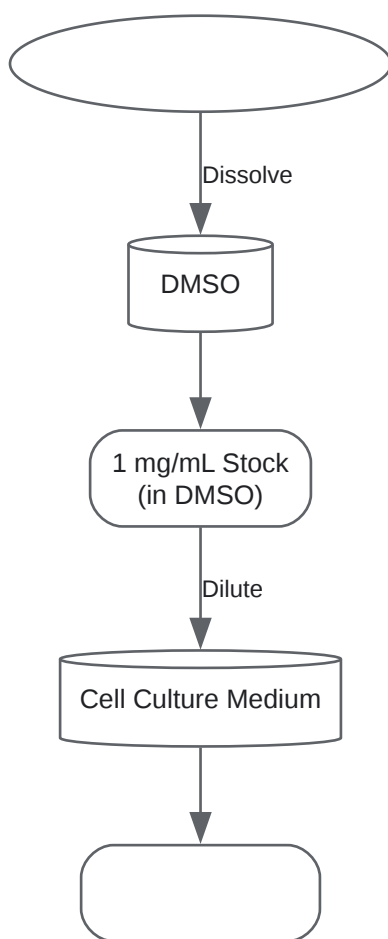 Dissolve
DMSO
1 mg/mL Stock
(in DMSO)
Dilute
Cell Culture Medium